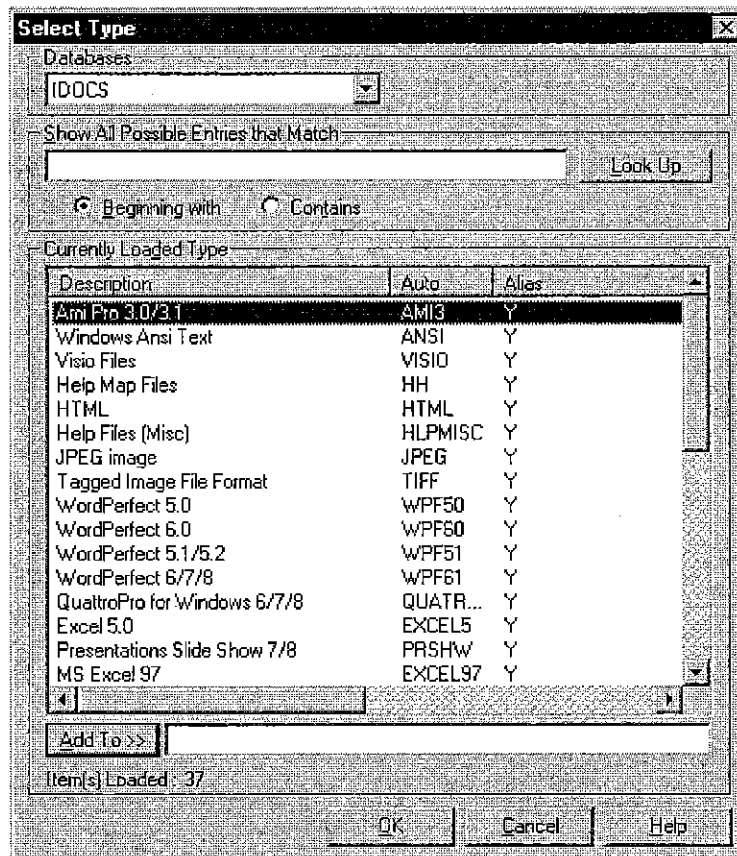 Select Type
Databases
IDOCS
Show All Possible Entries that Match
Look Up
Beginning with Contains
Currently Loaded Type
Description Auto Alias
Ami Pro 3.0/3.1 AMI3 Y
Windows Ansi Text ANSI Y
Visio Files VISIO Y
Help Map Files HH Y
HTML HTML Y
Help Files (Misc) HLPMISC Y
JPEG image JPEG Y
Tagged Image File Format TIFF Y
WordPerfect 5.0 WPF50 Y
WordPerfect 6.0 WPF60 Y
WordPerfect 5.1/5.2 WPF51 Y
WordPerfect 6/7/8 WPF61 Y
QuattroPro for Windows 6/7/8 QUATR... Y
Excel 5.0 EXCEL5 Y
Presentations Slide Show 7/8 PRSHW Y
MS Excel 97 EXCEL97 Y
Add To >>
Item(s) Loaded : 37
OK Cancel Help